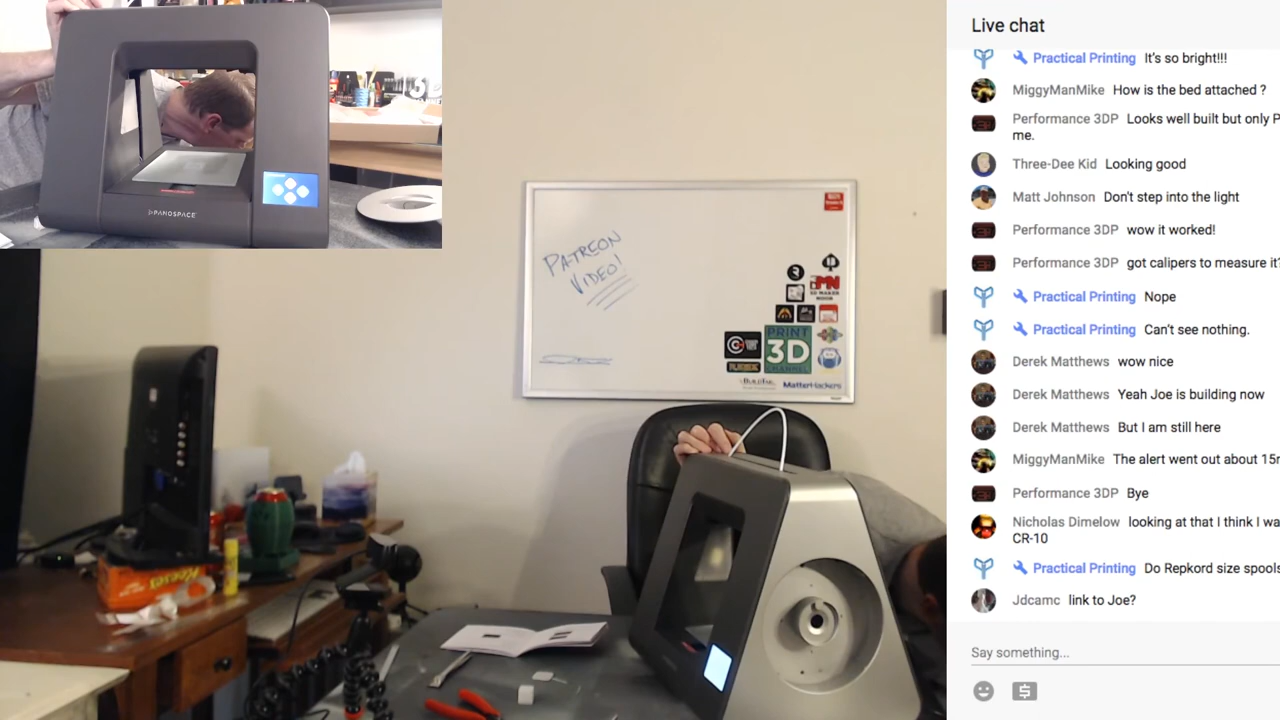 PANOSPACE
PATREON
VIDEO!
PRINT
3D
CHANNEL
MatterHackers
REESE'S
Live chat
Practical Printing It's so bright!!!
MiggyManMike How is the bed attached ?
Performance 3DP Looks well built but only P
me.
Three-Dee Kid Looking good
Matt Johnson Don't step into the light
Performance 3DP wow it worked!
Performance 3DP got calipers to measure it?
Practical Printing Nope
Practical Printing Can't see nothing.
Derek Matthews wow nice
Derek Matthews Yeah Joe is building now
Derek Matthews But I am still here
MiggyManMike The alert went out about 15m
Performance 3DP Bye
Nicholas Dimelow looking at that I think I wa
CR-10
Practical Printing Do Repkord size spools
Jdcamc link to Joe?
Say something...